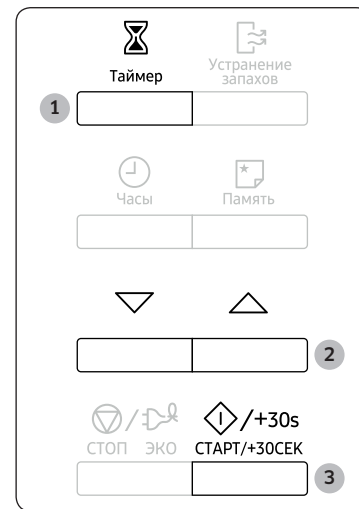 Таймер
Устранение
запахов
1
Часы
Память
2
/+30s
СТОП ЭКО СТАРТ/+30СЕК
3